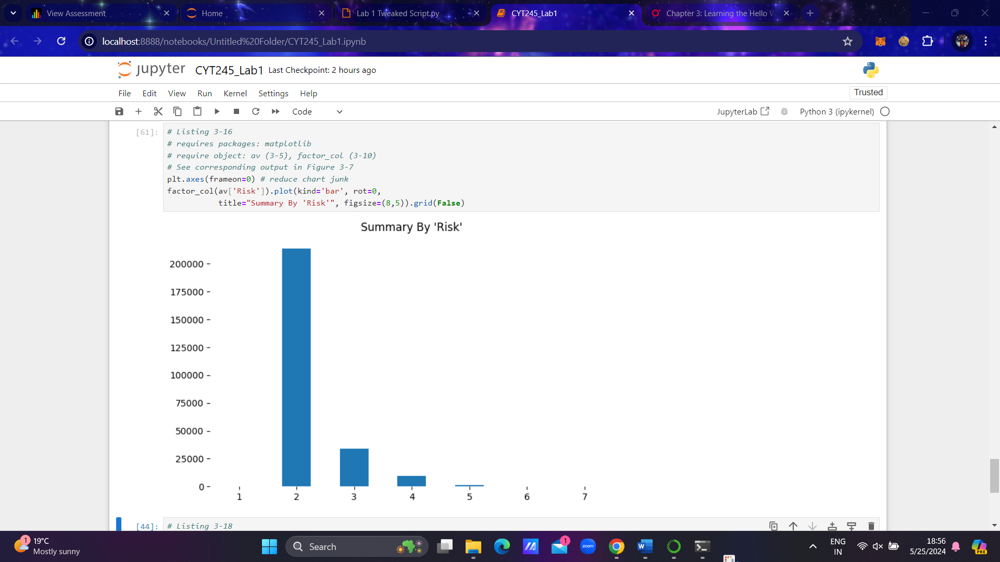 View Assessment
Home
Lab 1 Tweaked Script.py
CYT245_Lab1
Chapter 3: Learning the Hello W
localhost:8888/notebooks/Untitled%20Folder/CYT245_Lab1.ipynb
jupyter CYT245_Lab1 Last Checkpoint: 2 hours ago
File Edit View Run Kernel Settings Help
Trusted
Code
JupyterLab
Python 3 (ipykernel)
[61]:
# Listing 3-16
# requires packages: matplotlib
# require object: av (3-5), factor_col (3-10)
# See corresponding output in Figure 3-7
plt.axes(frameon=0) # reduce chart junk
factor_col(av['Risk']).plot(kind='bar', rot=0,
title="Summary By 'Risk'", figsize=(8,5)).grid(False)
Summary By 'Risk'
200000
175000
150000
125000
100000
75000
50000
25000
0
1 2 3 4 5 6 7
[44]:
# Listing 3-18
1
19°C
Mostly sunny
Search
1
zoom
W
ENG
IN
18:56
5/25/2024
PRE